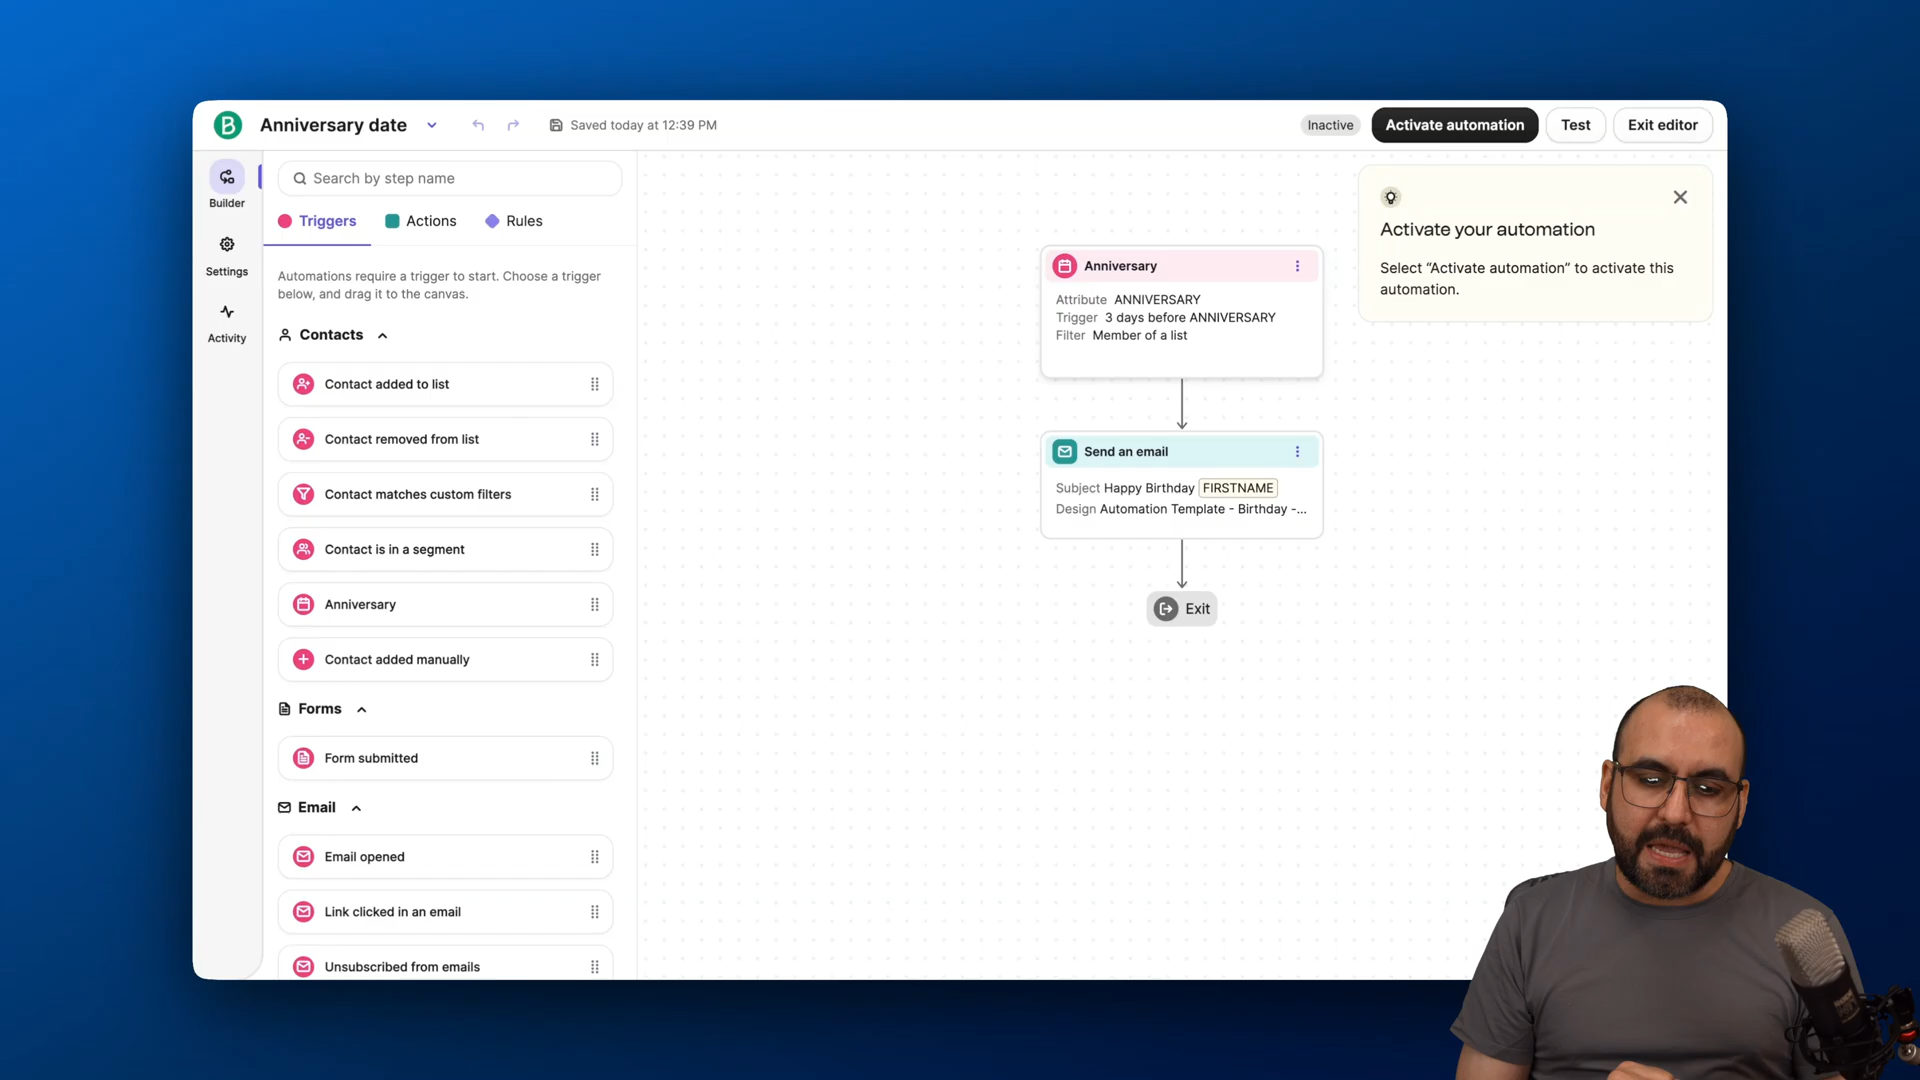 B Anniversary date
Saved today at 12:39 PM
Inactive
Activate automation
Test
Exit editor
Builder
Settings
Activity
Search by step name
Triggers Actions Rules
Automations require a trigger to start. Choose a trigger
below, and drag it to the canvas.
Contacts
Contact added to list
Contact removed from list
Contact matches custom filters
Contact is in a segment
Anniversary
Contact added manually
Forms
Form submitted
Email
Email opened
Link clicked in an email
Unsubscribed from emails
Anniversary
Attribute ANNIVERSARY
Trigger 3 days before ANNIVERSARY
Filter Member of a list
Send an email
Subject Happy Birthday FIRSTNAME
Design Automation Template - Birthday -...
Exit
Activate your automation
Select “Activate automation” to activate this
automation.